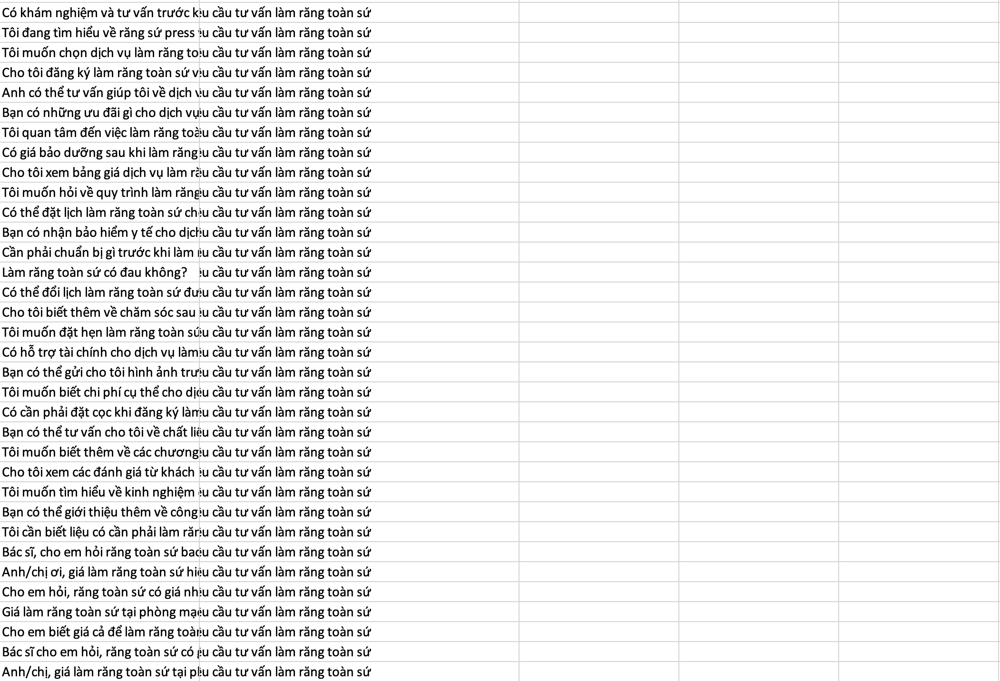 Có khám nghiệm và tư vấn trước cầu tư vấn làm răng toàn sứ
Tôi đang tìm hiểu về răng sứ press cầu tư vấn làm răng toàn sứ
Tôi muốn chọn dịch vụ làm răng cầu tư vấn làm răng toàn sứ
Cho tôi đăng ký làm răng toàn sứ cầu tư vấn làm răng toàn sứ
Anh có thể tư vấn giúp tôi về dịch cầu tư vấn làm răng toàn sứ
Bạn có những ưu đãi gì cho dịch vụ cầu tư vấn làm răng toàn sứ
Tôi quan tâm đến việc làm răng cầu tư vấn làm răng toàn sứ
Có giá bảo dưỡng sau khi làm răng cầu tư vấn làm răng toàn sứ
Cho tôi xem bảng giá dịch vụ làm cầu tư vấn làm răng toàn sứ
Tôi muốn hỏi về quy trình làm răng cầu tư vấn làm răng toàn sứ
Có thể đặt lịch làm răng toàn sứ cầu tư vấn làm răng toàn sứ
Bạn có nhận bảo hiểm y tế cho cầu tư vấn làm răng toàn sứ
Cần phải chuẩn bị gì trước khi làm cầu tư vấn làm răng toàn sứ
Làm răng toàn sứ có đau không? cầu tư vấn làm răng toàn sứ
Có thể đổi lịch làm răng toàn sứ cầu tư vấn làm răng toàn sứ
Cho tôi biết thêm về chăm sóc sau cầu tư vấn làm răng toàn sứ
Tôi muốn đặt hẹn làm răng toàn sứ cầu tư vấn làm răng toàn sứ
Có hỗ trợ tài chính cho dịch vụ làm cầu tư vấn làm răng toàn sứ
Bạn có thể gửi cho tôi hình ảnh cầu tư vấn làm răng toàn sứ
Tôi muốn biết chi phí cụ thể cho cầu tư vấn làm răng toàn sứ
Có cần phải đặt cọc khi đăng ký làm cầu tư vấn làm răng toàn sứ
Bạn có thể tư vấn cho tôi về chất cầu tư vấn làm răng toàn sứ
Tôi muốn biết thêm về các chương cầu tư vấn làm răng toàn sứ
Cho tôi xem các đánh giá từ khách cầu tư vấn làm răng toàn sứ
Tôi muốn tìm hiểu về kinh nghiệm cầu tư vấn làm răng toàn sứ
Bạn có thể giới thiệu thêm về công cầu tư vấn làm răng toàn sứ
Tôi cần biết liệu có cần phải làm cầu tư vấn làm răng toàn sứ
Bác sĩ, cho em hỏi răng toàn sứ cầu tư vấn làm răng toàn sứ
Anh/chị ơi, giá làm răng toàn sứ cầu tư vấn làm răng toàn sứ
Cho em hỏi, răng toàn sứ có giá cầu tư vấn làm răng toàn sứ
Giá làm răng toàn sứ tại phòng cầu tư vấn làm răng toàn sứ
Cho em biết giá cả để làm răng cầu tư vấn làm răng toàn sứ
Bác sĩ cho em hỏi, răng toàn sứ có cầu tư vấn làm răng toàn sứ
Anh/chị, giá làm răng toàn sứ tại cầu tư vấn làm răng toàn sứ